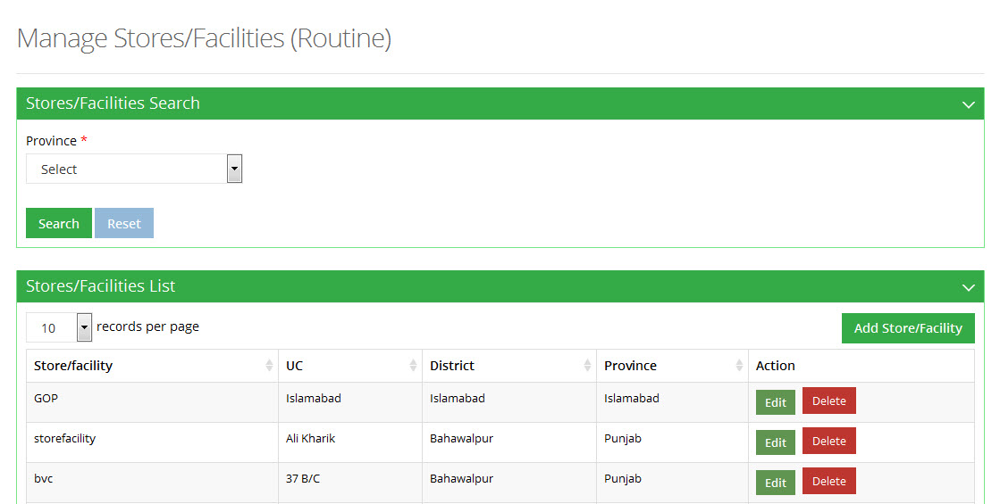 Manage Stores/Facilities (Routine)
Stores/Facilities Search
Province *
Select
Search Reset
Stores/Facilities List
10 records per page Add Store/Facility
Store/facility UC District Province Action
GOP Islamabad Islamabad Islamabad Edit Delete
storefacility Ali Kharik Bahawalpur Punjab Edit Delete
bvc 37 B/C Bahawalpur Punjab Edit Delete